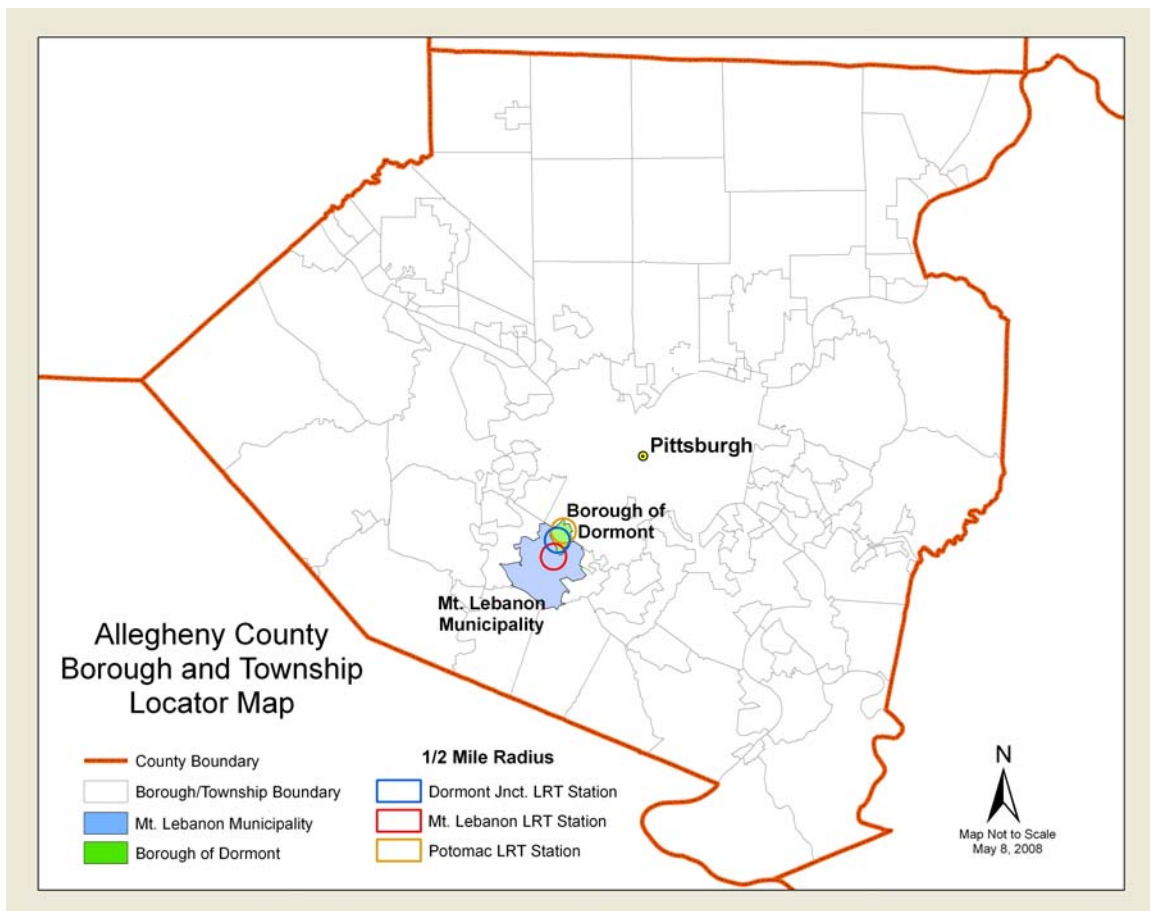 Pittsburgh
Borough of
Dormont
Mt. Lebanon
Municipality
Allegheny County
Borough and Township
Locator Map
County Boundary
Borough/Township Boundary
Mt. Lebanon Municipality
Borough of Dormont
1/2 Mile Radius
Dormont Jnct. LRT Station
Mt. Lebanon LRT Station
Potomac LRT Station
N
Map Not to Scale
May 8, 2008